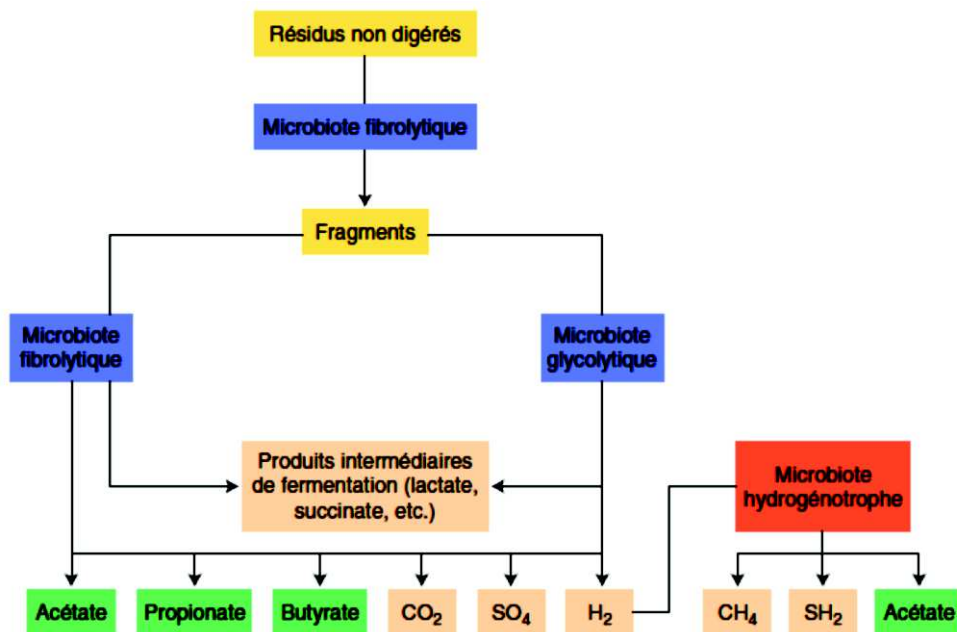 Résidus non digérés
Microbiote fibrolytique
Fragments
Microbiote
fibrolytique
Microbiote
glycolytique
Produits intermédiaires
de fermentation (lactate,
succinate, etc.)
Microbiote
hydrogénotrophe
Acétate
Propionate
Butyrate
CO₂
SO₄
H₂
CH₄
SH₂
Acétate